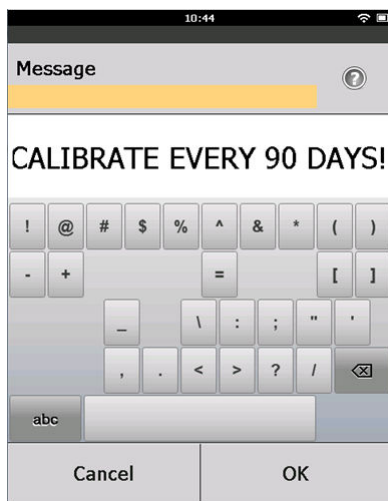 10:44
Message
?
CALIBRATE EVERY 90 DAYS!
! @ # $ % ^ & * ( )
- + = [ ]
_ \ : ; " '
, . < > ? /
abc
Cancel OK